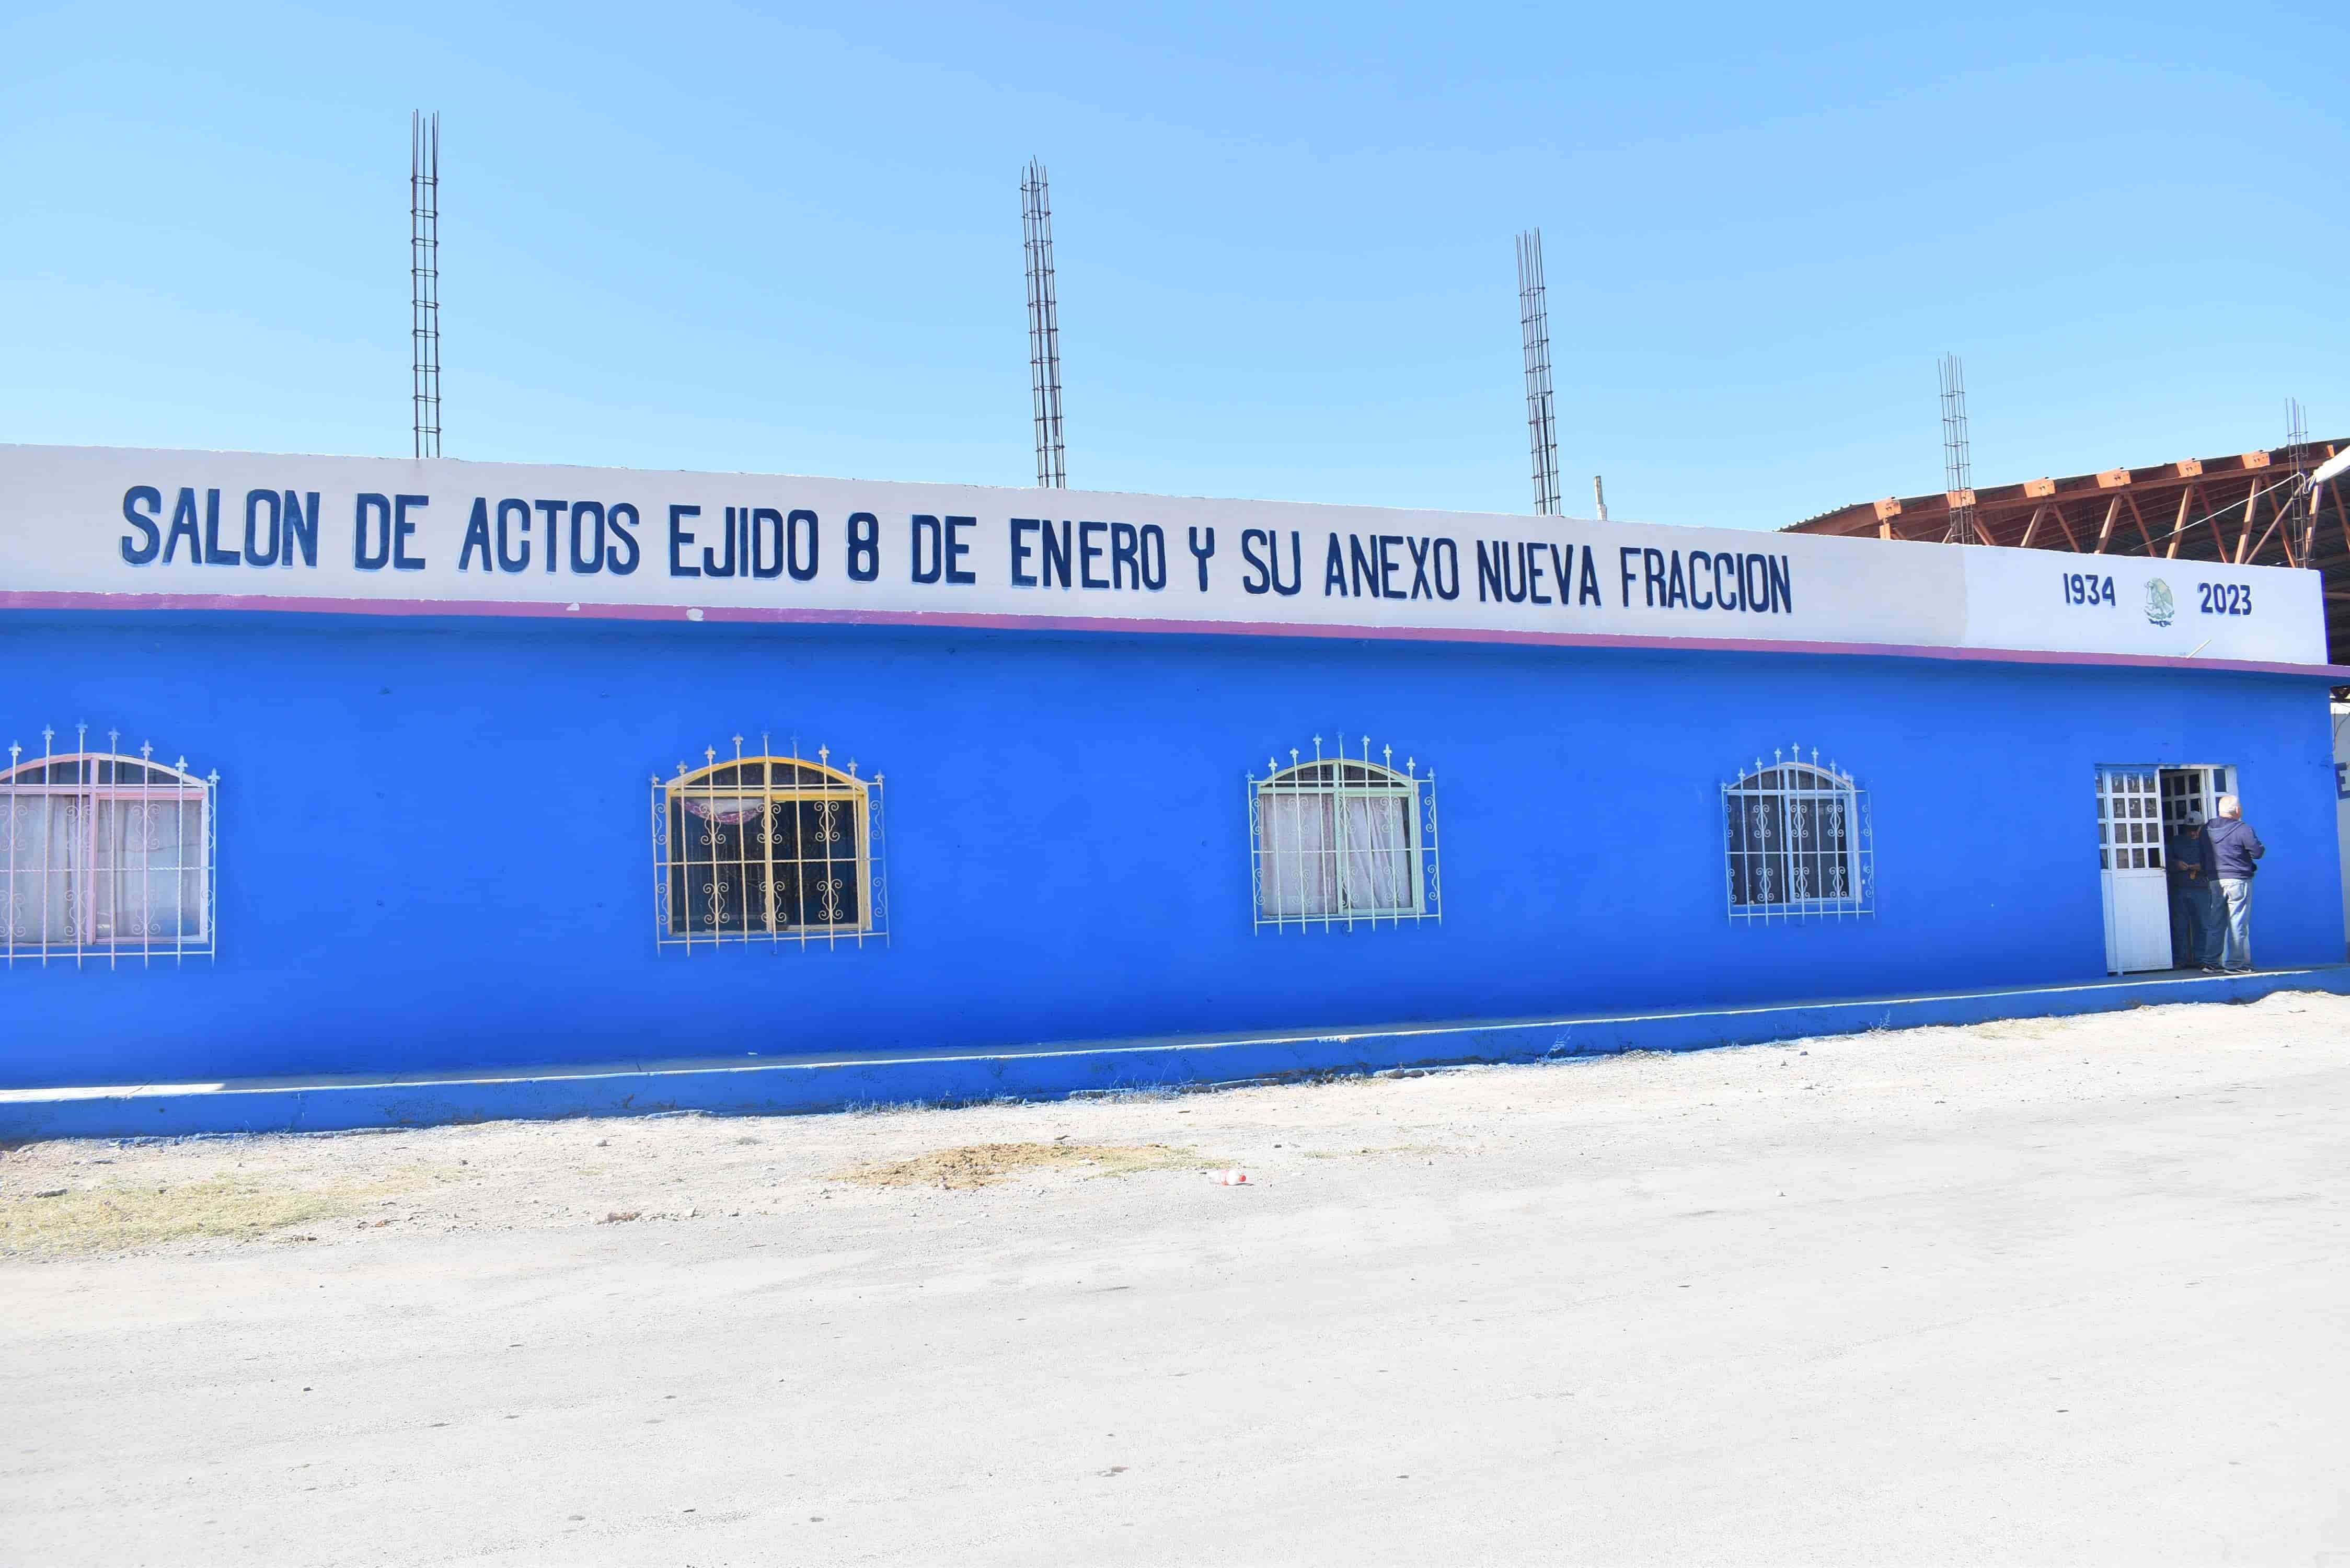 SALON DE ACTOS EJIDO 8 DE ENERO Y SU ANEXO NUEVA FRACCION
1934 2023